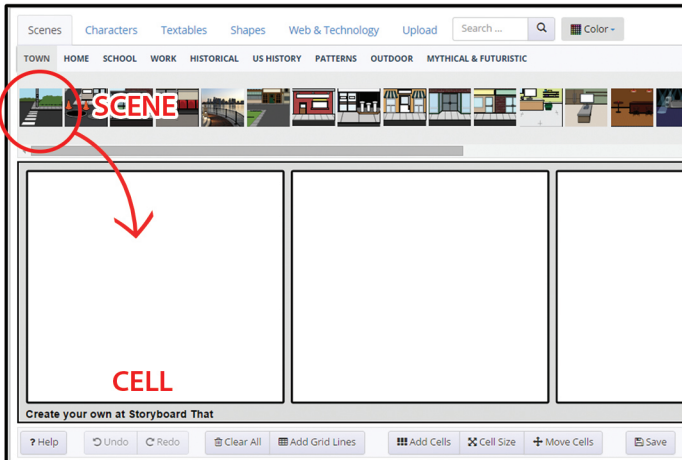 Scenes Characters Textables Shapes Web & Technology Upload Search ... Color -
TOWN HOME SCHOOL WORK HISTORICAL US HISTORY PATTERNS OUTDOOR MYTHICAL & FUTURISTIC
SCENE
CELL
Create your own at Storyboard That
? Help Undo Redo Clear All Add Grid Lines Add Cells Cell Size Move Cells Save